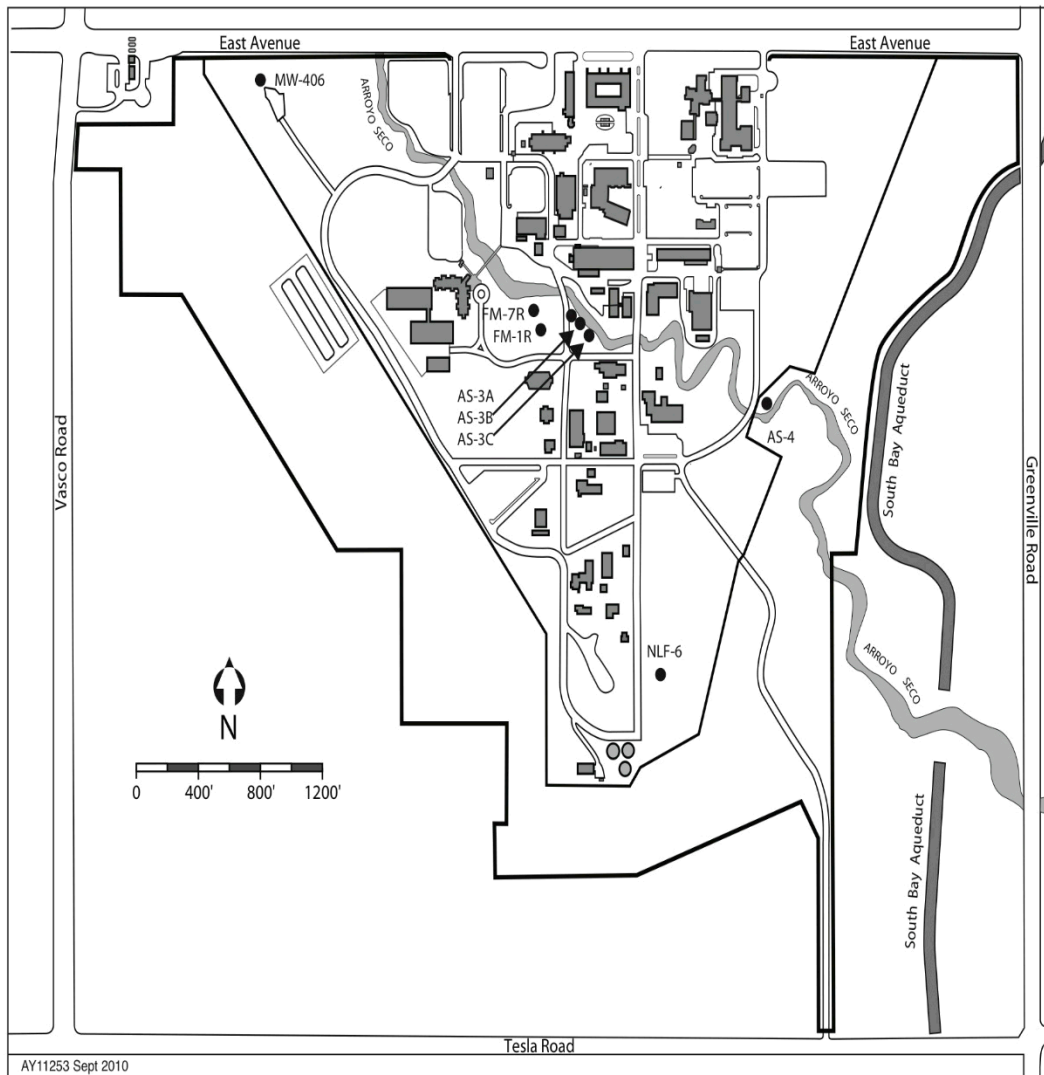 East Avenue
East Avenue
MW-406
ARROYO SECO
FM-7R
FM-1R
AS-3A
AS-3B
AS-3C
ARROYO SECO
AS-4
South Bay Aqueduct
Vasco Road
Greenville Road
NLF-6
ARROYO SECO
N
0 400' 800' 1200'
South Bay Aqueduct
Tesla Road
AY11253 Sept 2010